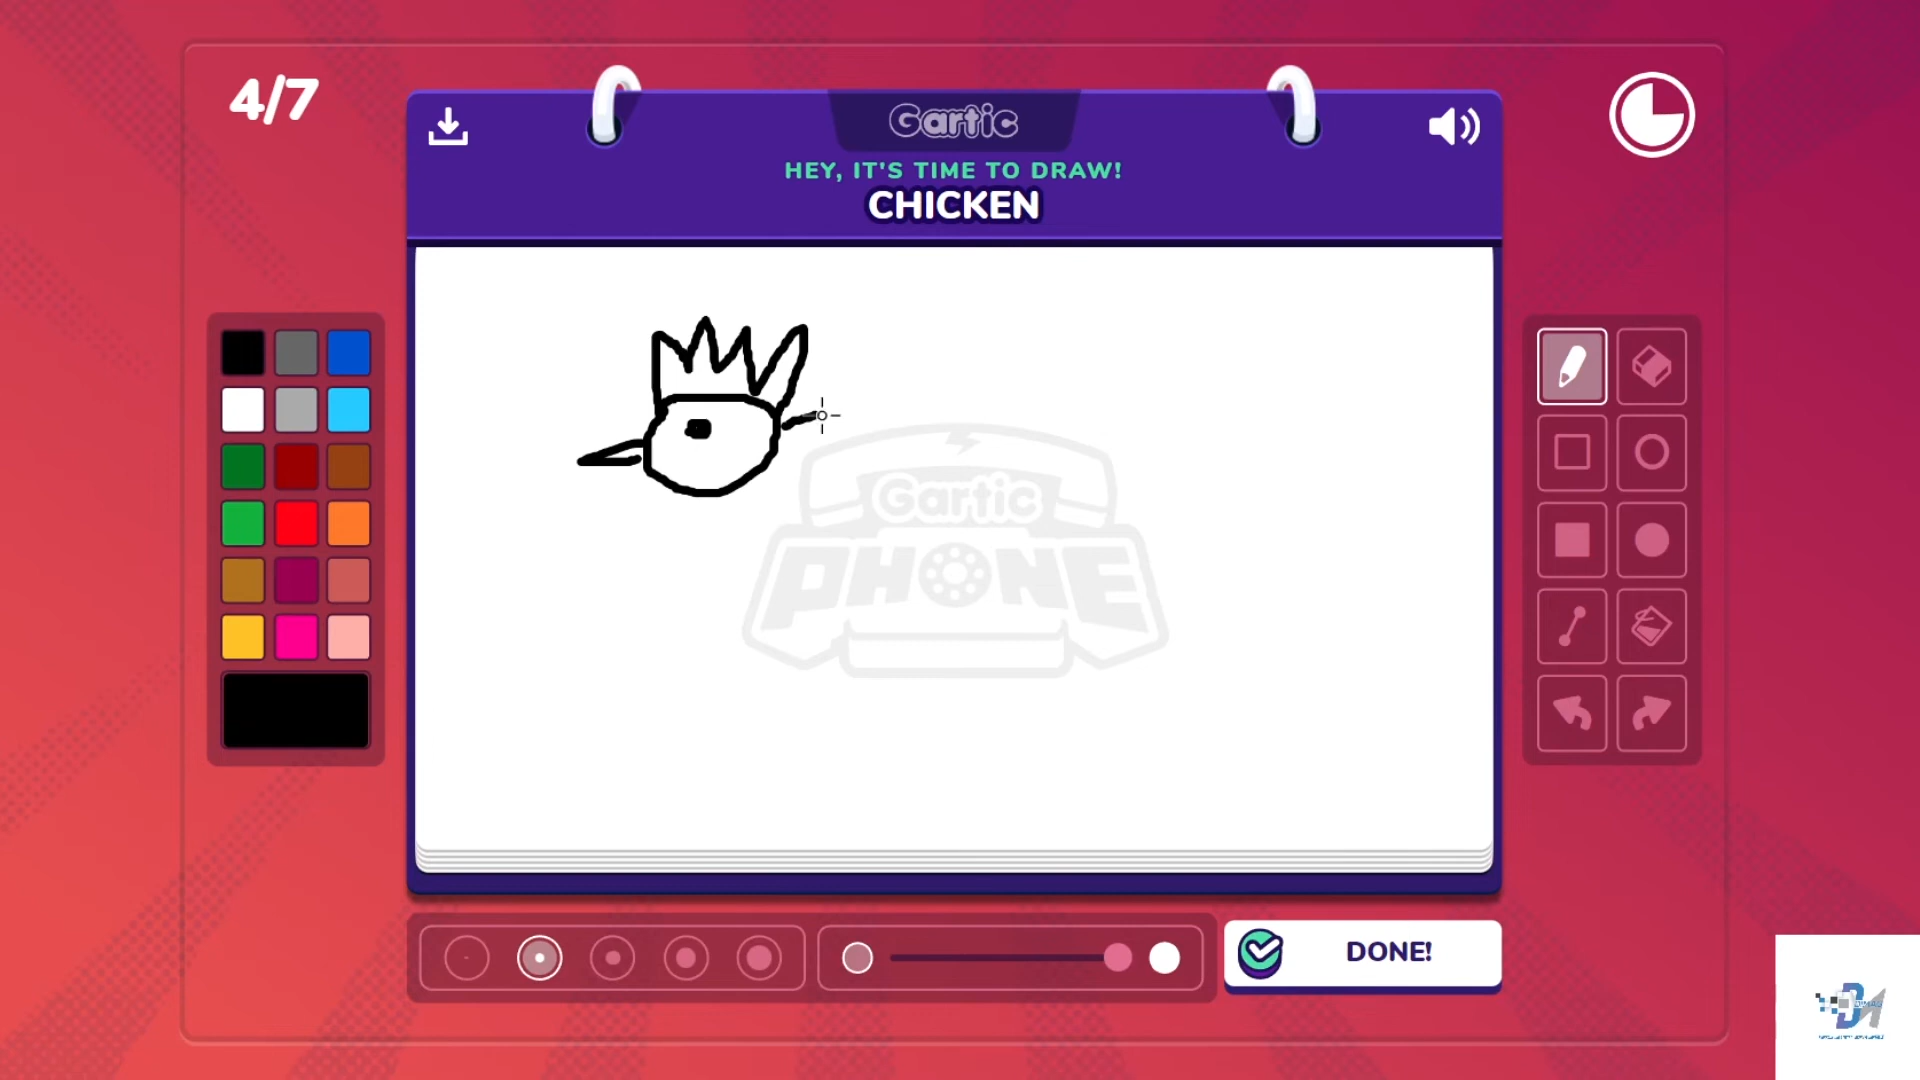 4/7
Gartic
HEY, IT'S TIME TO DRAW!
CHICKEN
Gartic
PHONE
DONE!